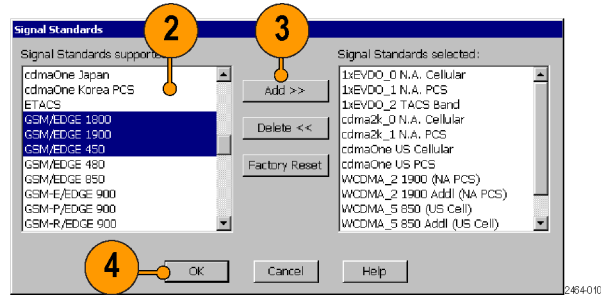 Signal Standards
2
3
Signal Standards supporte
Signal Standards selected:
cdmaOne Japan
cdmaOne Korea PCS
ETACS
GSM/EDGE 1800
GSM/EDGE 1900
GSM/EDGE 450
GSM/EDGE 480
GSM/EDGE 850
GSM-E/EDGE 900
GSM-P/EDGE 900
GSM-R/EDGE 900
Add >>
Delete <<
Factory Reset
1xEVDO_0 N.A. Cellular
1xEVDO_1 N.A. PCS
1xEVDO_2 TACS Band
cdma2k_0 N.A. Cellular
cdma2k_1 N.A. PCS
cdmaOne US Cellular
cdmaOne US PCS
WCDMA_2 1900 (NA PCS)
WCDMA_2 1900 Addl (NA PCS)
WCDMA_5 850 (US Cell)
WCDMA_5 850 Addl (US Cell)
4
OK
Cancel
Help
2464-010